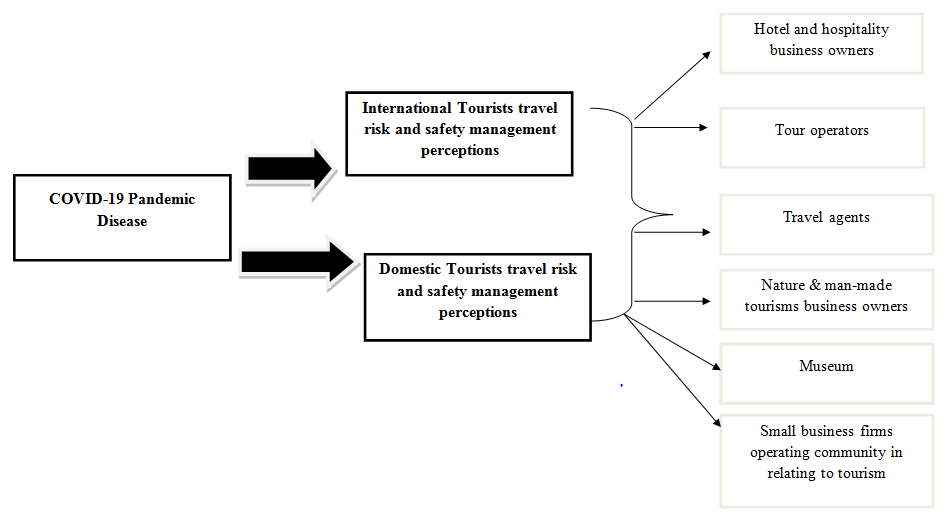 COVID-19 Pandemic
Disease
International Tourists travel
risk and safety management
perceptions
Domestic Tourists travel risk
and safety management
perceptions
Hotel and hospitality
business owners
Tour operators
Travel agents
Nature & man-made
tourisms business owners
Museum
Small business firms
operating community in
relating to tourism